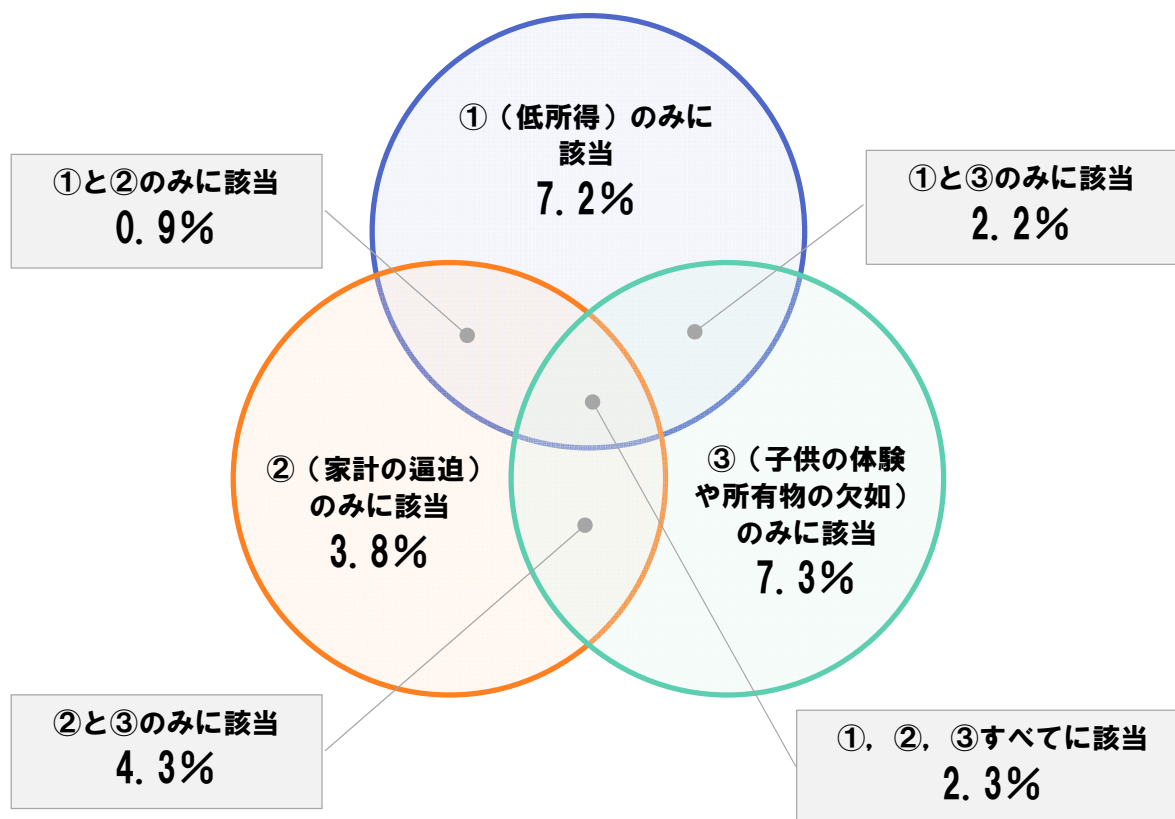 ①（低所得）のみに
該当
7.2％
①と②のみに該当
0.9％
①と③のみに該当
2.2％
②（家計の逼迫）
のみに該当
3.8％
③（子供の体験
や所有物の欠如）
のみに該当
7.3％
②と③のみに該当
4.3％
①，②，③すべてに該当
2.3％